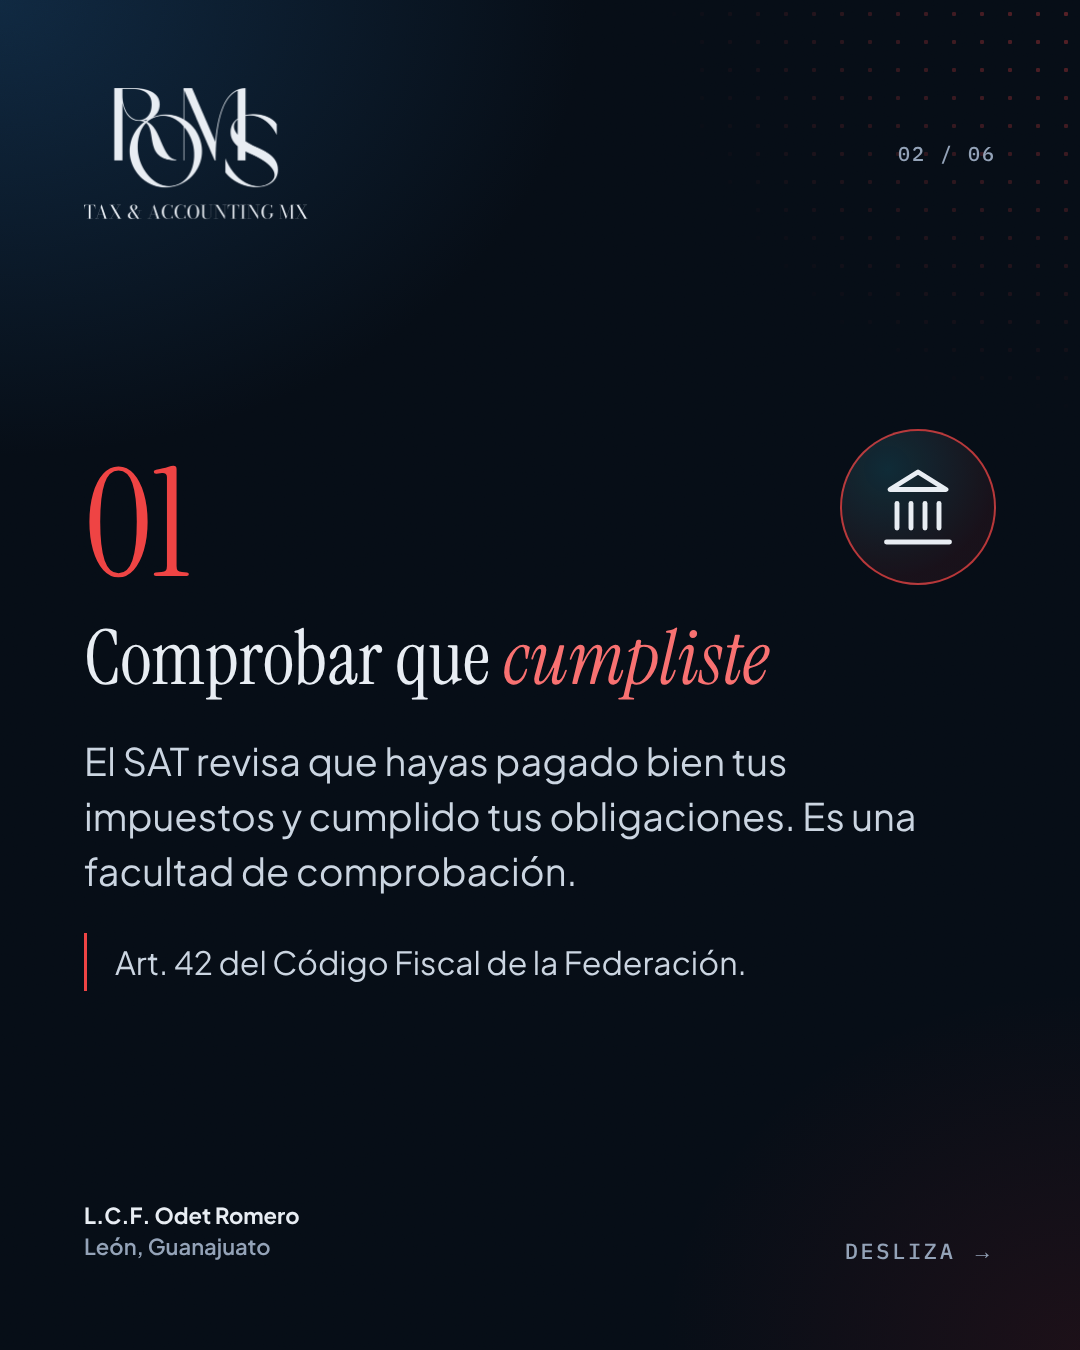 ROMS
TAX & ACCOUNTING MX
02 / 06
01
Comprobar que cumpliste
El SAT revisa que hayas pagado bien tus
impuestos y cumplido tus obligaciones. Es una
facultad de comprobación.
Art. 42 del Código Fiscal de la Federación.
L.C.F. Odet Romero
León, Guanajuato
DESLIZA →